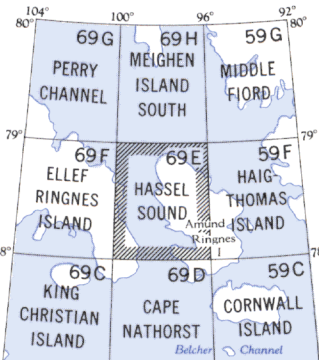 104° 100° 96° 92°
80° 80°
69G 69H 59G
PERRY
CHANNEL
MEIGHEN
ISLAND
SOUTH
MIDDLE
FIORD
79° 79°
69F 69E 59F
ELLEF
RINGNES
ISLAND
HASSEL
SOUND
HAIG-
THOMAS
ISLAND
Amund
Ringnes
I
8° 78
69C 69D 59C
KING
CHRISTIAN
ISLAND
CAPE
NATHORST
CORNWALL
ISLAND
Belcher Channel